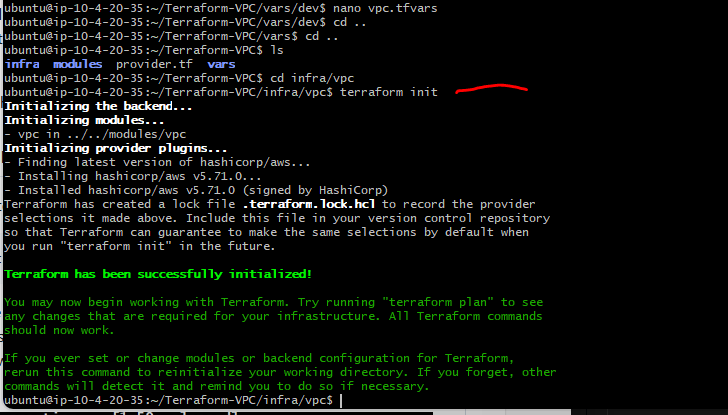 ubuntu@ip-10-4-20-35:~/Terraform-VPC/vars/dev$ nano vpc.tfvars
ubuntu@ip-10-4-20-35:~/Terraform-VPC/vars/dev$ cd ..
ubuntu@ip-10-4-20-35:~/Terraform-VPC/vars$ cd ..
ubuntu@ip-10-4-20-35:~/Terraform-VPC$ ls
infra modules provider.tf vars
ubuntu@ip-10-4-20-35:~/Terraform-VPC$ cd infra/vpc
ubuntu@ip-10-4-20-35:~/Terraform-VPC/infra/vpc$ terraform init
Initializing the backend...
Initializing modules...
- vpc in ../../modules/vpc
Initializing provider plugins...
- Finding latest version of hashicorp/aws...
- Installing hashicorp/aws v5.71.0...
- Installed hashicorp/aws v5.71.0 (signed by HashiCorp)
Terraform has created a lock file .terraform.lock.hcl to record the provider
selections it made above. Include this file in your version control repository
so that Terraform can guarantee to make the same selections by default when
you run "terraform init" in the future.
Terraform has been successfully initialized!
You may now begin working with Terraform. Try running "terraform plan" to see
any changes that are required for your infrastructure. All Terraform commands
should now work.
If you ever set or change modules or backend configuration for Terraform,
rerun this command to reinitialize your working directory. If you forget, other
commands will detect it and remind you to do so if necessary.
ubuntu@ip-10-4-20-35:~/Terraform-VPC/infra/vpc$